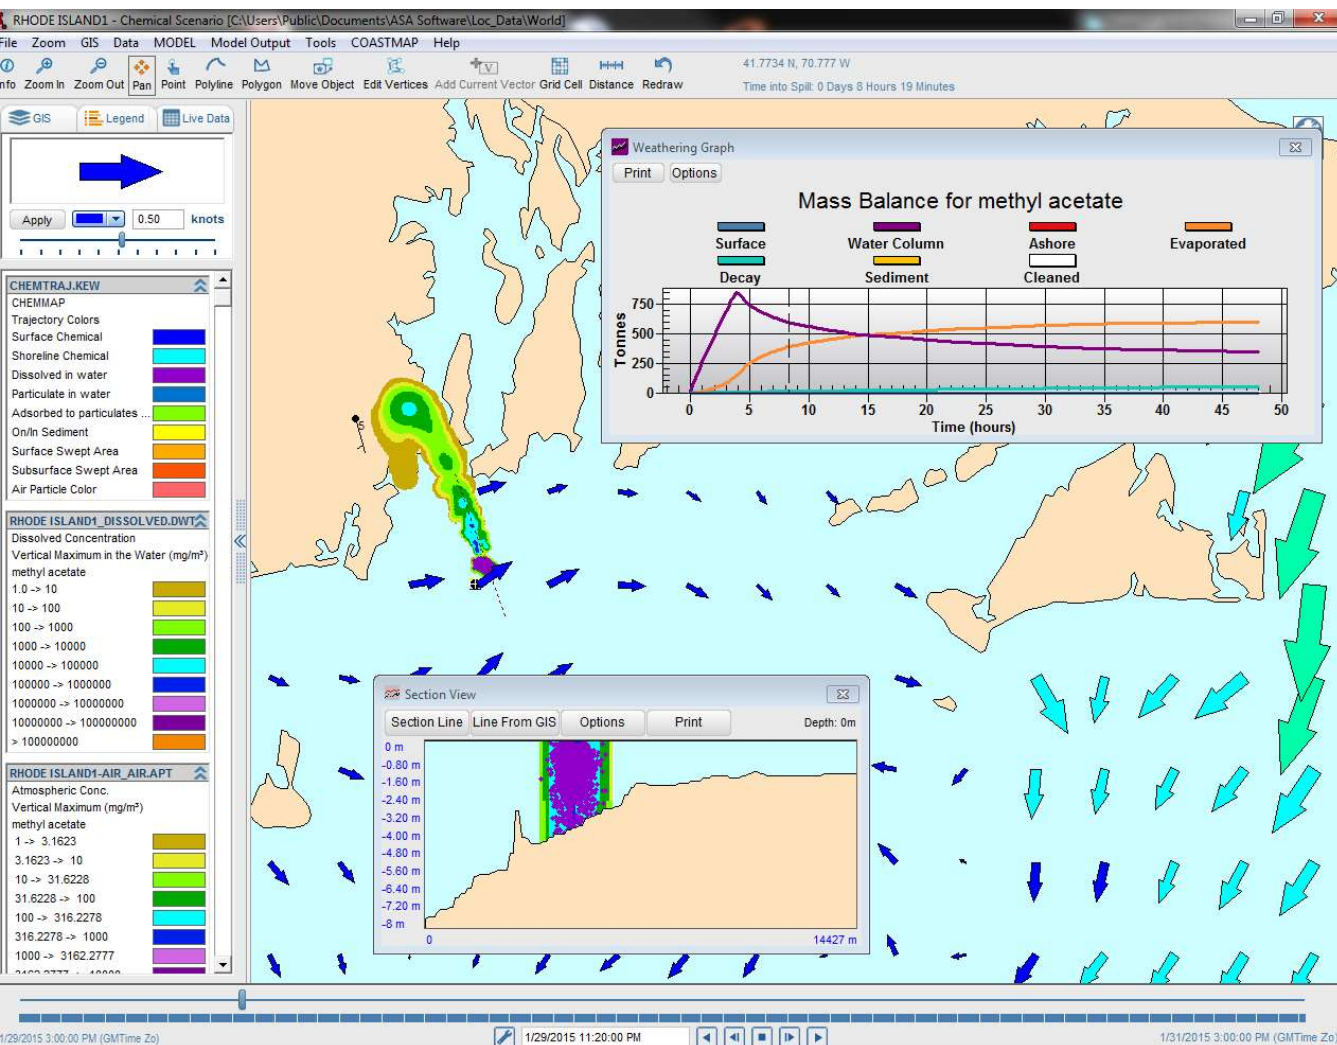 RHODE ISLAND1 - Chemical Scenario [C:\Users\Public\Documents\ASA Software\Loc_Data\World]
File Zoom GIS Data MODEL Model Output Tools COASTMAP Help
Info Zoom In Zoom Out Pan Point Polyline Polygon Move Object Edit Vertices Add Current Vector Grid Cell Distance Redraw
41.7734 N, 70.777 W
Time into Spill: 0 Days 8 Hours 19 Minutes
GIS Legend Live Data
Apply 0.50 knots
CHEMTRAJ.KEW
CHEMMAP
Trajectory Colors
Surface Chemical
Shoreline Chemical
Dissolved in water
Particulate in water
Adsorbed to particulates ...
On/In Sediment
Surface Swept Area
Subsurface Swept Area
Air Particle Color
RHODE ISLAND1_DISSOLVED.DWT
Dissolved Concentration
Vertical Maximum in the Water (mg/m³)
methyl acetate
1.0 -> 10
10 -> 100
100 -> 1000
1000 -> 10000
10000 -> 100000
100000 -> 1000000
1000000 -> 10000000
10000000 -> 100000000
> 100000000
RHODE ISLAND1-AIR_AIR.APT
Atmospheric Conc.
Vertical Maximum (mg/m³)
methyl acetate
1 -> 3.1623
3.1623 -> 10
10 -> 31.6228
31.6228 -> 100
100 -> 316.2278
316.2278 -> 1000
1000 -> 3162.2777
5
Weathering Graph
Print Options
Mass Balance for methyl acetate
Surface Water Column Ashore Evaporated
Decay Sediment Cleaned
Tonnes
750
500
250
0
0 5 10 15 20 25 30 35 40 45 50
Time (hours)
Section View
Section Line Line From GIS Options Print Depth: 0m
0 m
-0.80 m
-1.60 m
-2.40 m
-3.20 m
-4.00 m
-4.80 m
-5.60 m
-6.40 m
-7.20 m
-8 m
0 14427 m
1/29/2015 3:00:00 PM (GMTime Zo)
1/29/2015 11:20:00 PM
1/31/2015 3:00:00 PM (GMTime Zo)